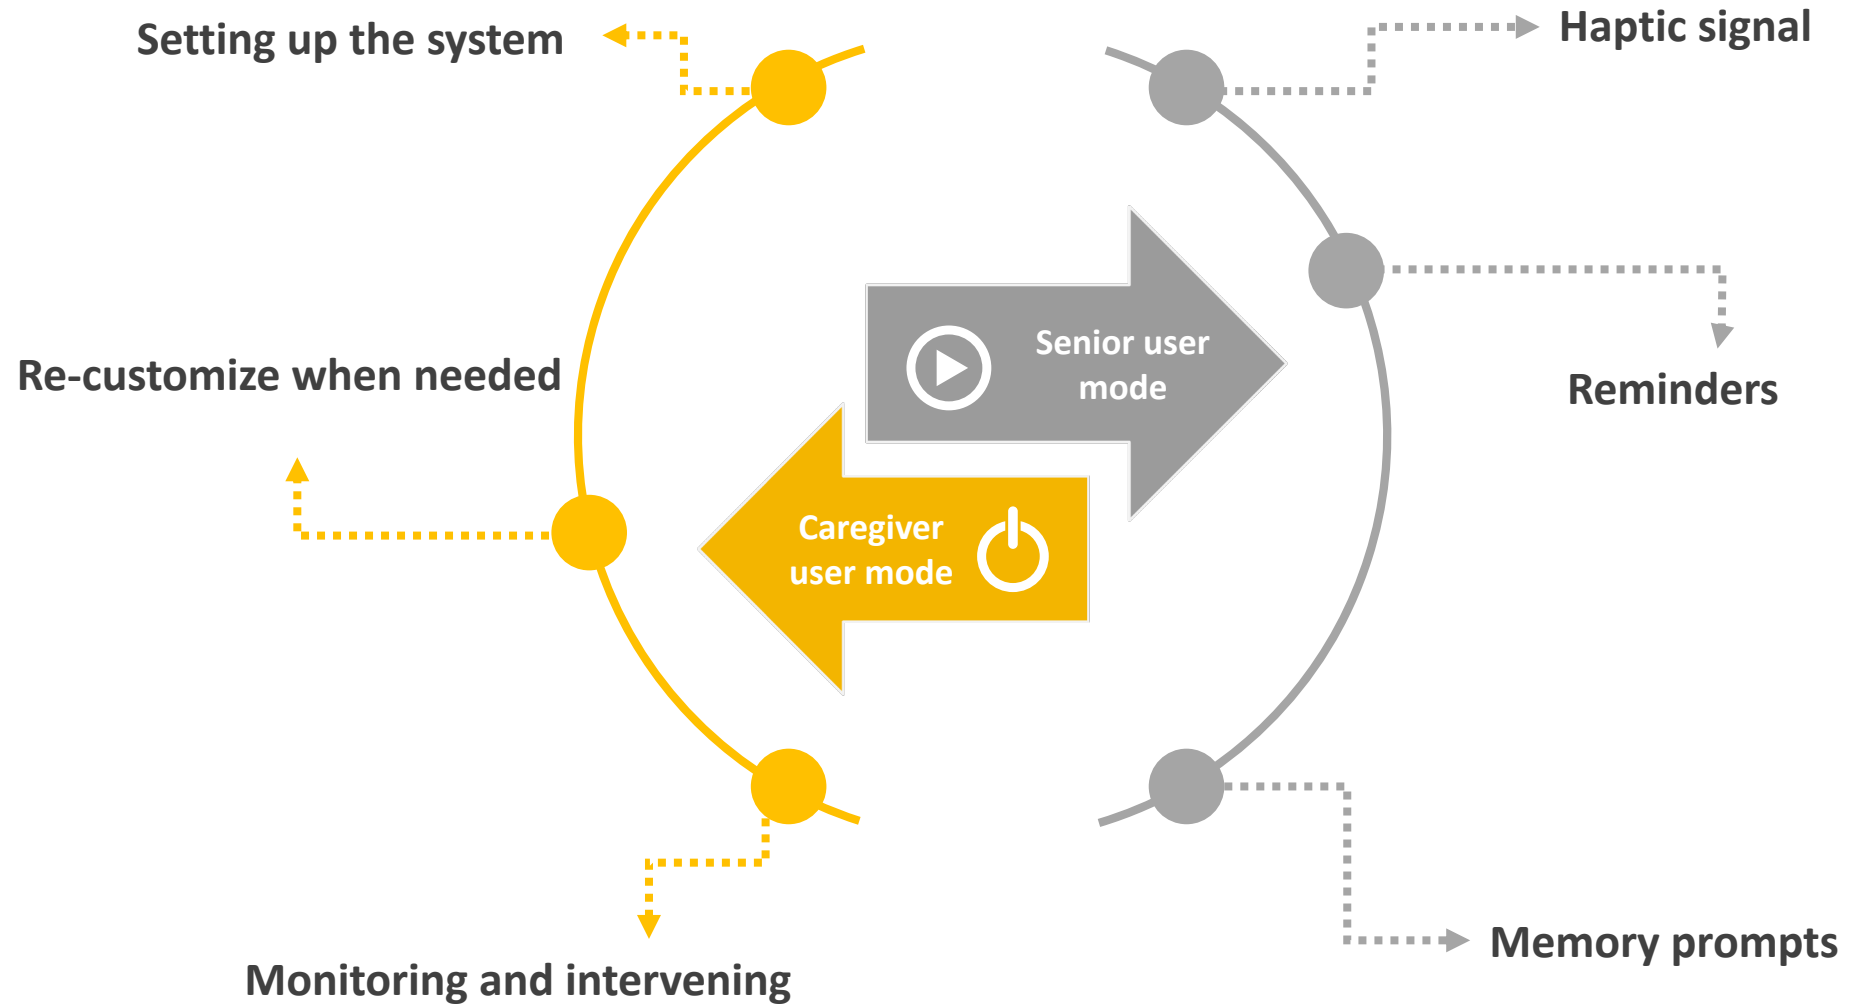 Setting up the system
Haptic signal
Senior user
mode
Re-customize when needed
Reminders
Caregiver
user mode
Memory prompts
Monitoring and intervening